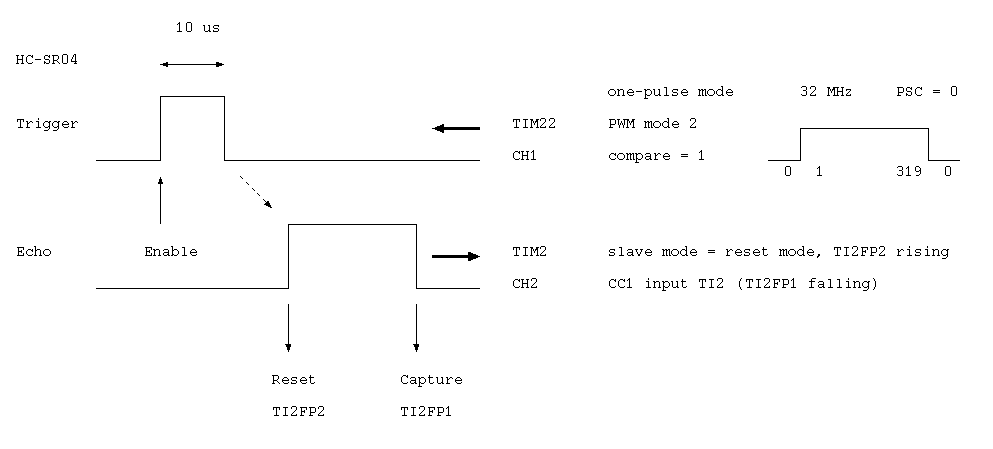 10 us
HC-SR04
one-pulse mode 32 MHz PSC = 0
Trigger TIM22 PWM mode 2
CH1 compare = 1
0 1 319 0
Echo Enable TIM2 slave mode = reset mode, TI2FP2 rising
CH2 CC1 input TI2 (TI2FP1 falling)
Reset Capture
TI2FP2 TI2FP1